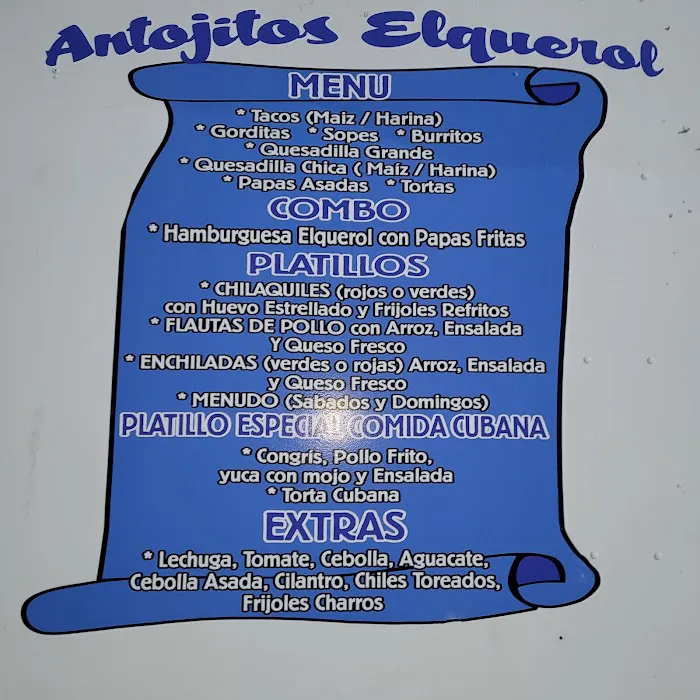 Antojitos Elquerol
MENU
* Tacos (Maiz / Harina)
* Gorditas * Sopes * Burritos
* Quesadilla Grande
* Quesadilla Chica ( Maíz / Harina)
* Papas Asadas * Tortas
COMBO
* Hamburguesa Elquerol con Papas Fritas
PLATILLOS
* CHILAQUILES (rojos o verdes)
con Huevo Estrellado y Frijoles Refritos
* FLAUTAS DE POLLO con Arroz, Ensalada
Y Queso Fresco
* ENCHILADAS (verdes o rojas) Arroz, Ensalada
y Queso Fresco
* MENUDO (Sabados y Domingos)
PLATILLO ESPECIAL COMIDA CUBANA
* Congrís, Pollo Frito,
yuca con mojo y Ensalada
* Torta Cubana
EXTRAS
* Lechuga, Tomate, Cebolla, Aguacate,
Cebolla Asada, Cilantro, Chiles Toreados,
Frijoles Charros